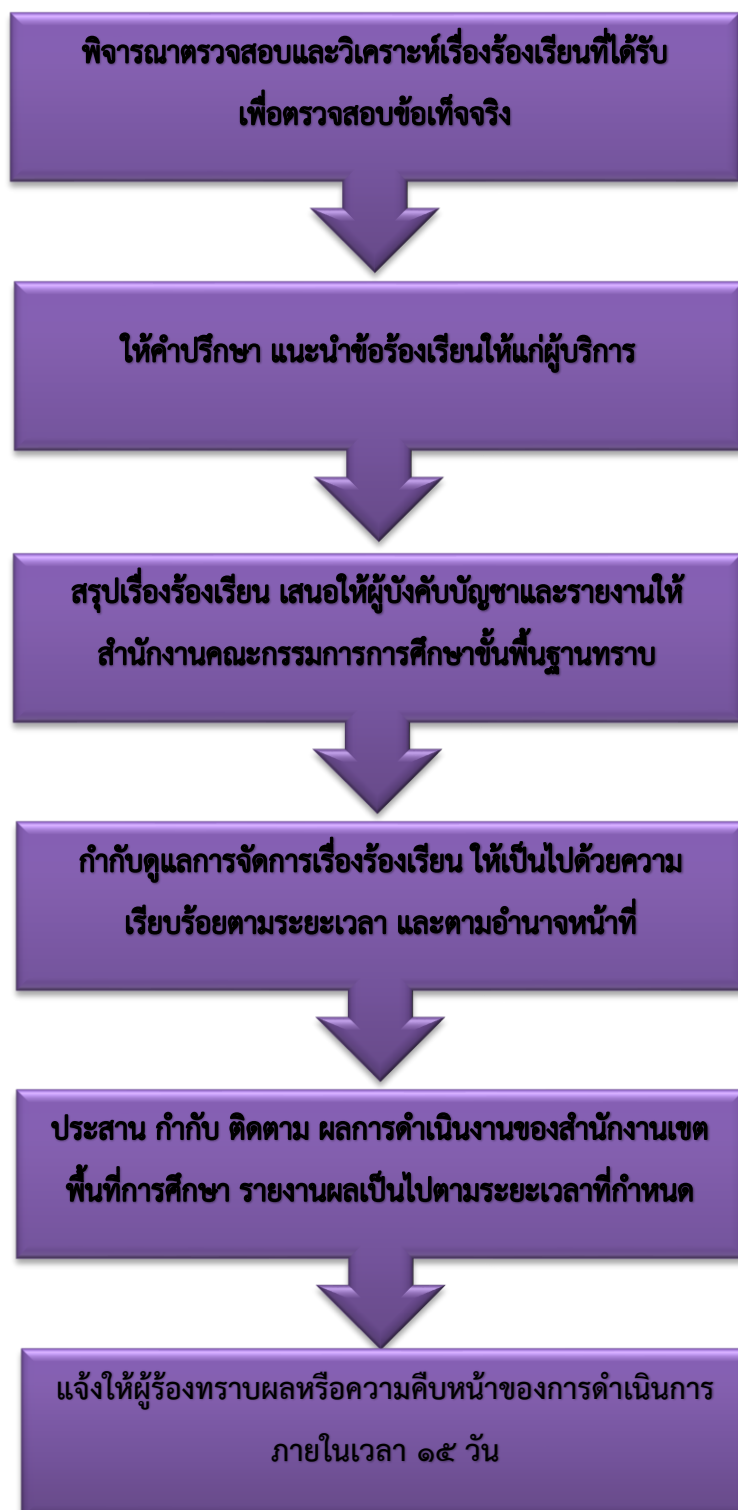 พิจารณาตรวจสอบและวิเคราะห์เรื่องร้องเรียนที่ได้รับ
เพื่อตรวจสอบข้อเท็จจริง
ให้คำปรึกษา แนะนำข้อร้องเรียนให้แก่ผู้บริการ
สรุปเรื่องร้องเรียน เสนอให้ผู้บังคับบัญชาและรายงานให้
สำนักงานคณะกรรมการการศึกษาขั้นพื้นฐานทราบ
กำกับดูแลการจัดการเรื่องร้องเรียน ให้เป็นไปด้วยความ
เรียบร้อยตามระยะเวลา และตามอำนาจหน้าที่
ประสาน กำกับ ติดตาม ผลการดำเนินงานของสำนักงานเขต
พื้นที่การศึกษา รายงานผลเป็นไปตามระยะเวลาที่กำหนด
แจ้งให้ผู้ร้องทราบผลหรือความคืบหน้าของการดำเนินการ
ภายในเวลา ๑๕ วัน